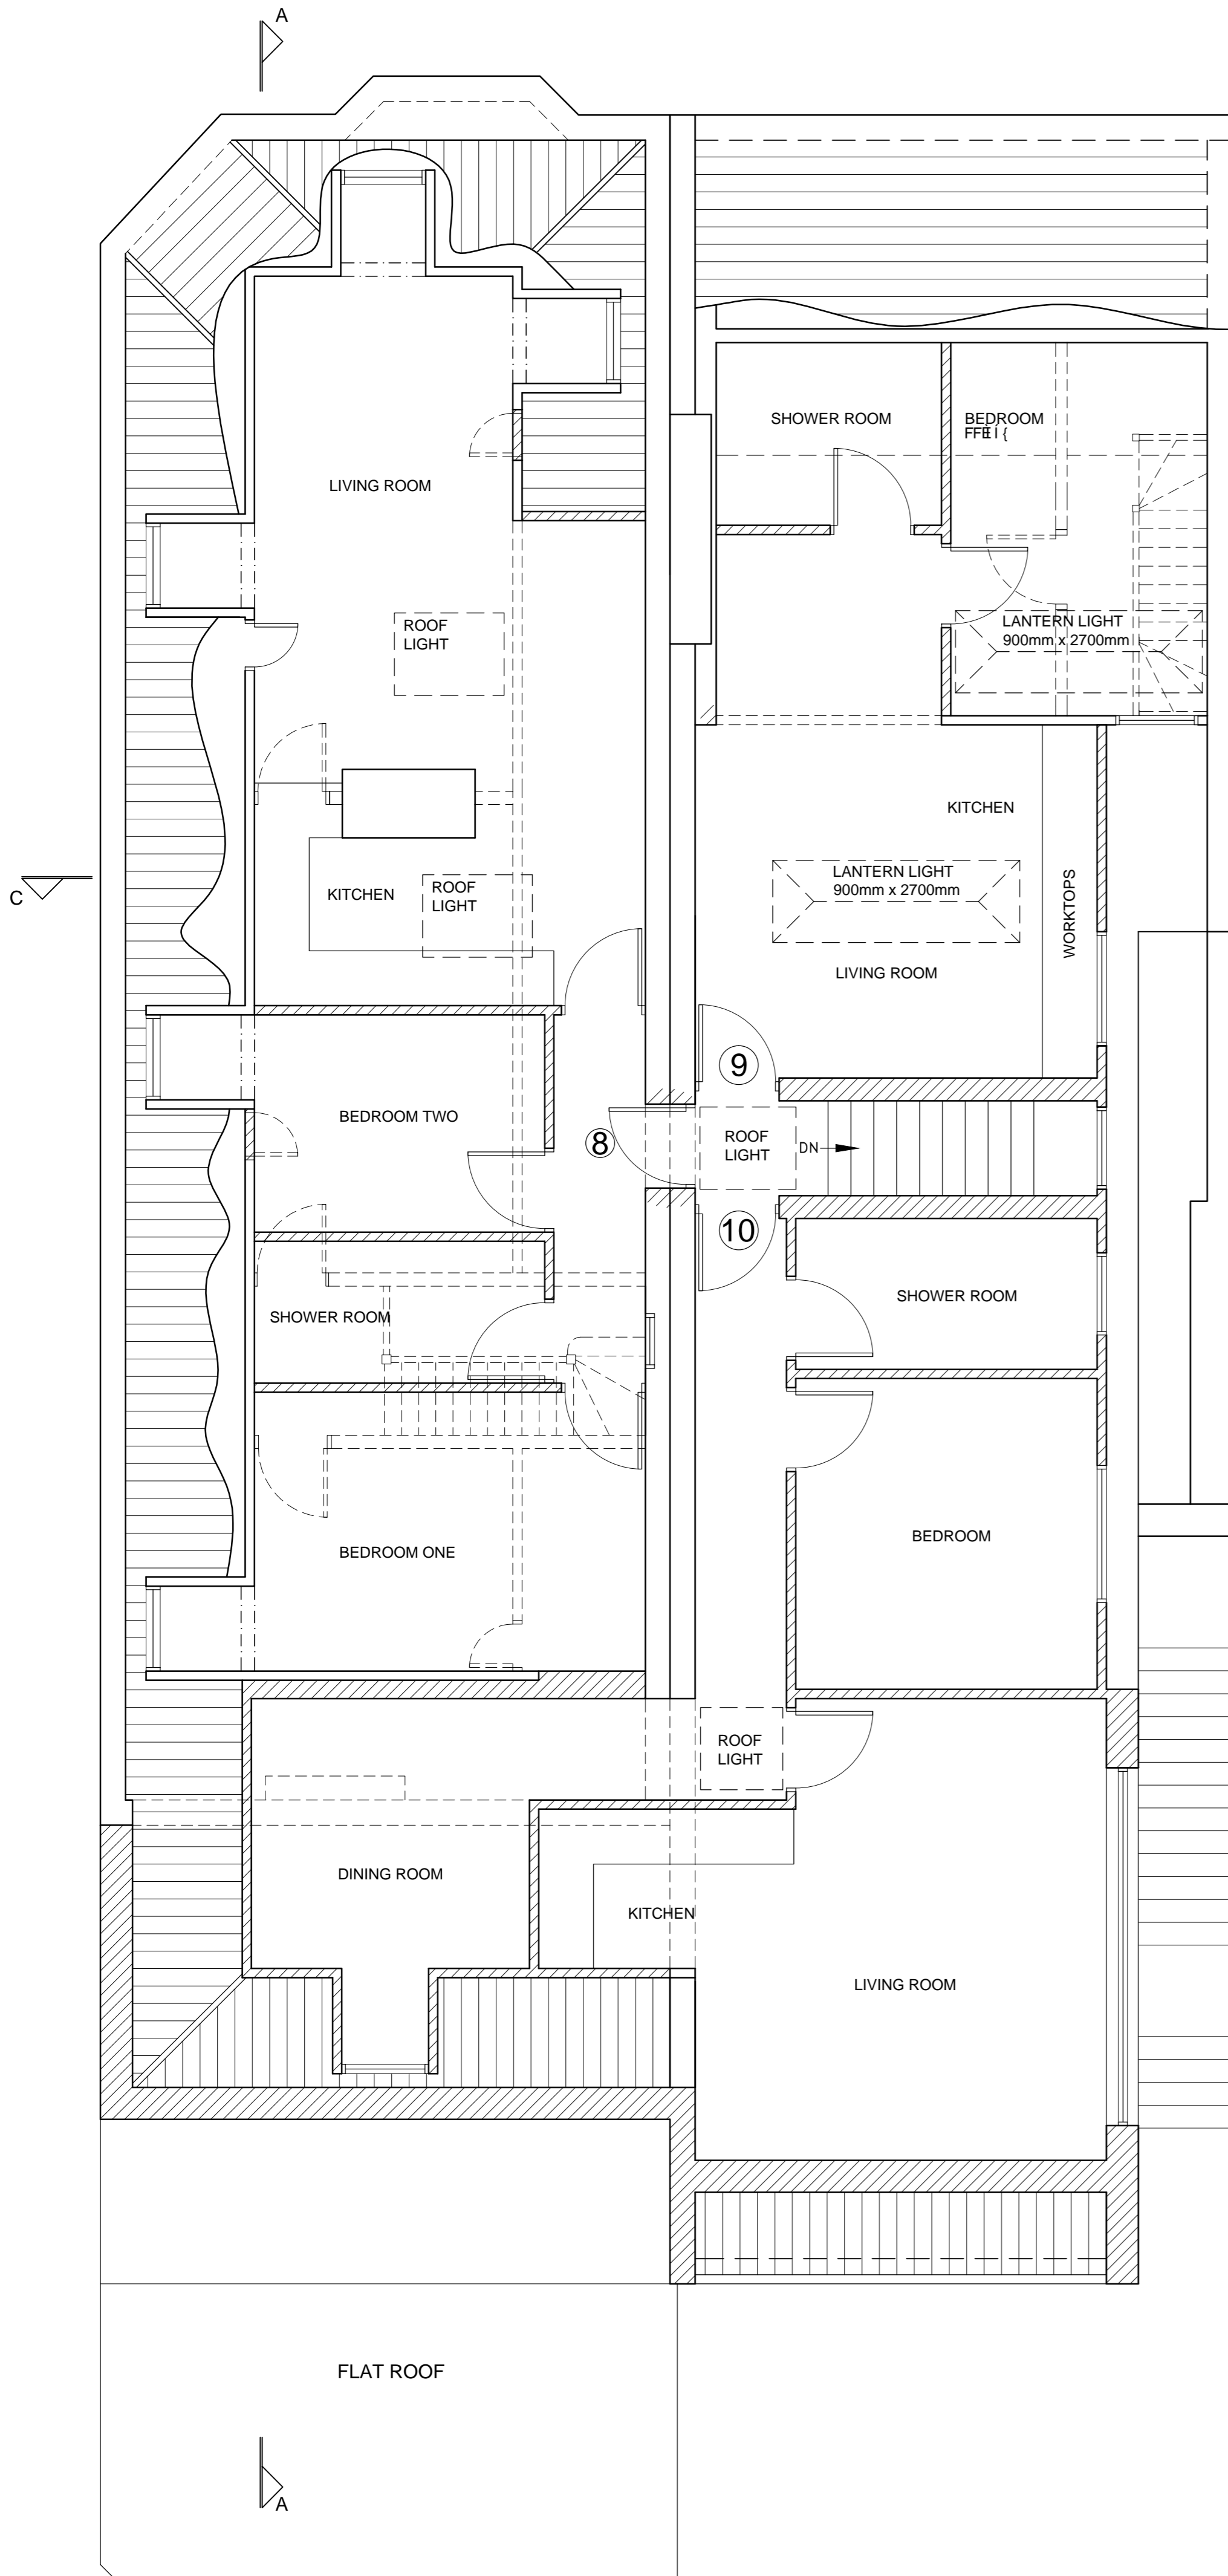 A
SHOWER ROOM
BEDROOM
LIVING ROOM
ROOF
LIGHT
LANTERN LIGHT
900mm x 2700mm
KITCHEN
LANTERN LIGHT
900mm x 2700mm
C
KITCHEN
ROOF
LIGHT
WORKTOPS
LIVING ROOM
9
BEDROOM TWO
8
ROOF
LIGHT
DN
10
SHOWER ROOM
SHOWER ROOM
BEDROOM ONE
BEDROOM
ROOF
LIGHT
DINING ROOM
KITCHEN
LIVING ROOM
FLAT ROOF
A